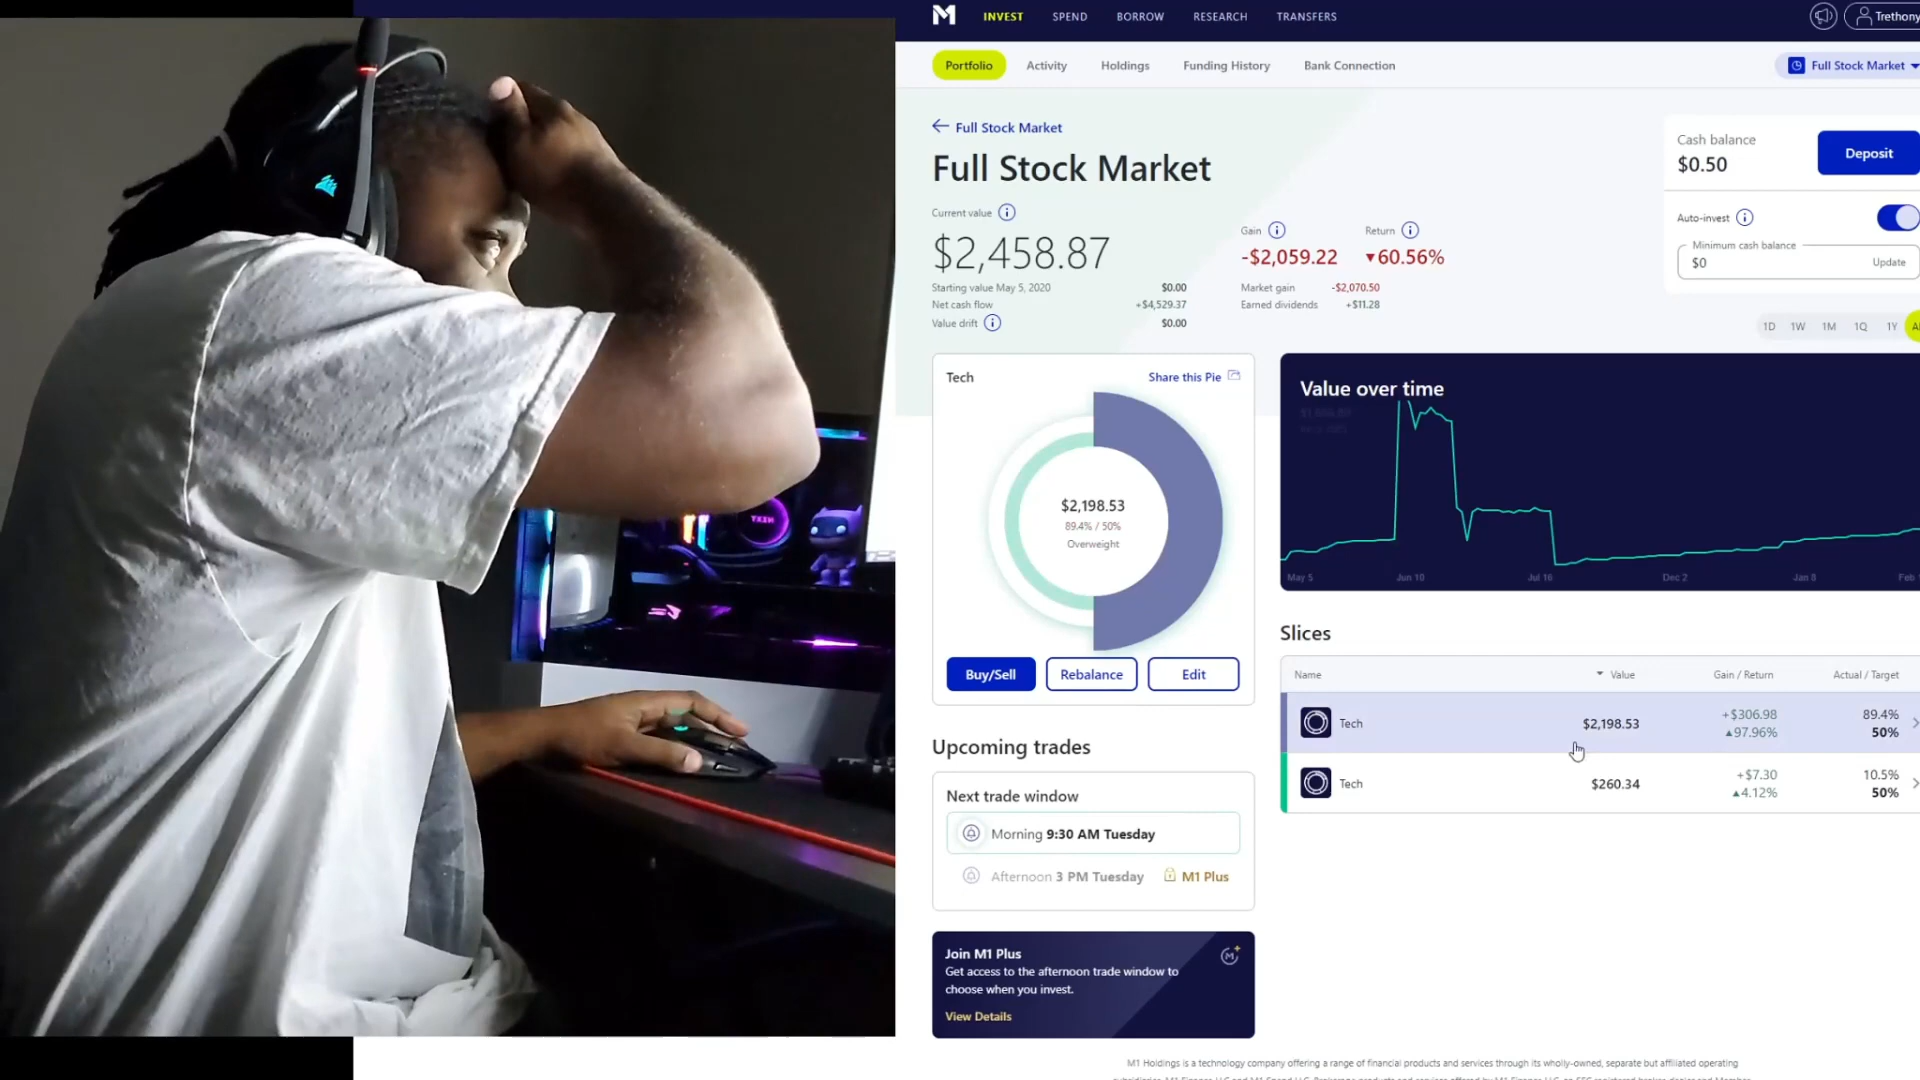 INVEST SPEND BORROW RESEARCH TRANSFERS Trethony
Portfolio Activity Holdings Funding History Bank Connection Full Stock Market
Full Stock Market
Full Stock Market
Current value
$2,458.87
Starting value May 5, 2020 $0.00
Net cash flow +$4,529.37
Value drift $0.00
Gain Return
-$2,059.22 ▼60.56%
Market gain -$2,070.50
Earned dividends +$11.28
Cash balance
$0.50
Deposit
Auto-invest
Minimum cash balance
$0 Update
1D 1W 1M 1Q 1Y
Tech Share this Pie
$2,198.53
89.4% / 50%
Overweight
Buy/Sell Rebalance Edit
Value over time
May 5 Jun 10 Jul 16 Dec 2 Jan 8 Feb
Slices
Name Value Gain / Return Actual / Target
Tech $2,198.53 +$306.98 89.4%
▲97.96% 50%
Tech $260.34 +$7.30 10.5%
▲4.12% 50%
Upcoming trades
Next trade window
Morning 9:30 AM Tuesday
Afternoon 3 PM Tuesday M1 Plus
Join M1 Plus
Get access to the afternoon trade window to
choose when you invest.
View Details
M1 Holdings is a technology company offering a range of financial products and services through its wholly-owned, separate but affiliated operating
NZXT